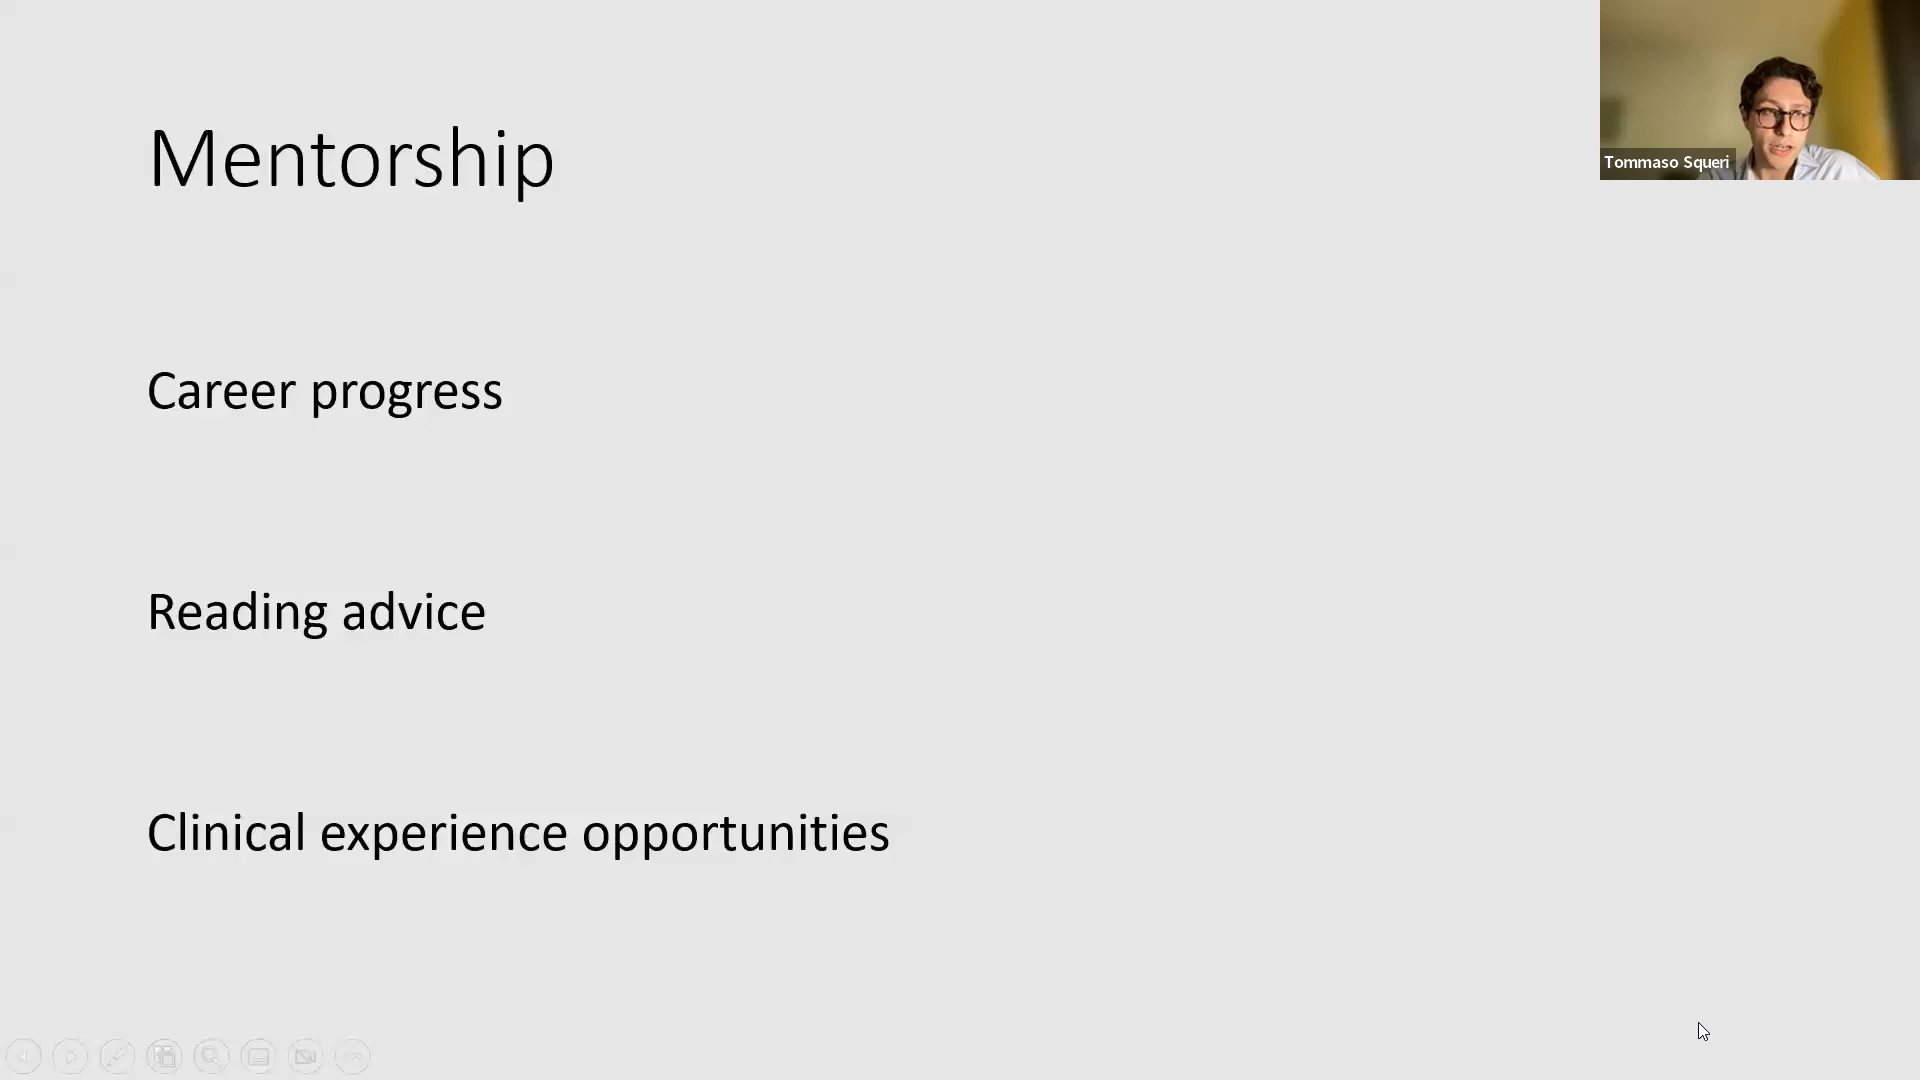 Mentorship
Tommaso Squeri
Career progress
Reading advice
Clinical experience opportunities